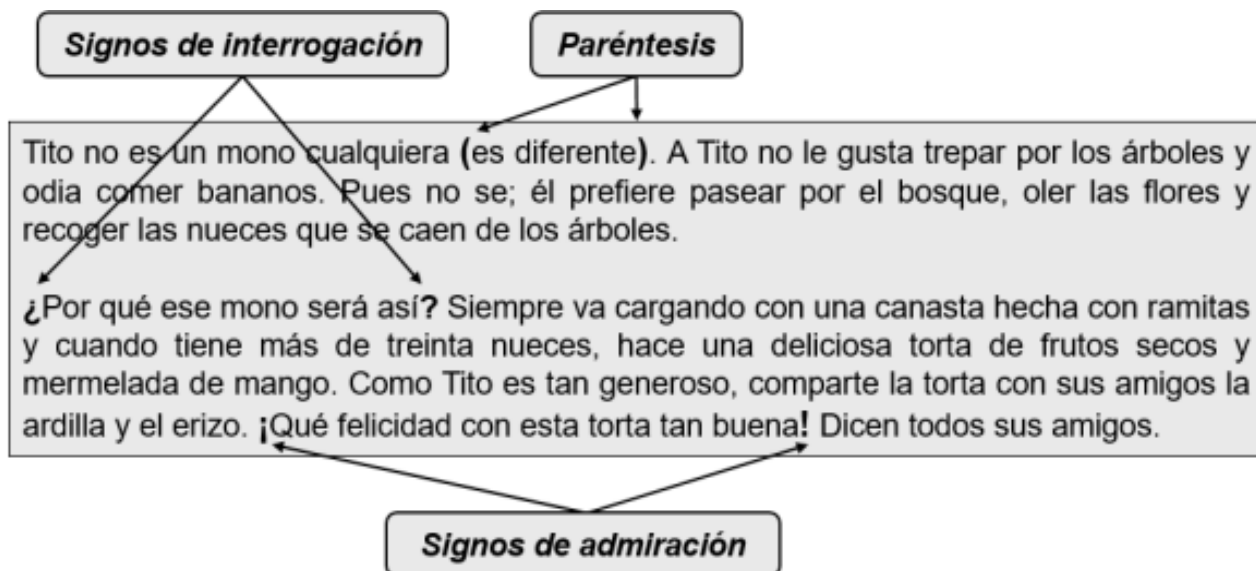 Signos de interrogación
Paréntesis
Tito no es un mono cualquiera (es diferente). A Tito no le gusta trepar por los árboles y
odia comer bananos. Pues no se; él prefiere pasear por el bosque, oler las flores y
recoger las nueces que se caen de los árboles.
¿Por qué ese mono será así? Siempre va cargando con una canasta hecha con ramitas
y cuando tiene más de treinta nueces, hace una deliciosa torta de frutos secos y
mermelada de mango. Como Tito es tan generoso, comparte la torta con sus amigos la
ardilla y el erizo. ¡Qué felicidad con esta torta tan buena! Dicen todos sus amigos.
Signos de admiración